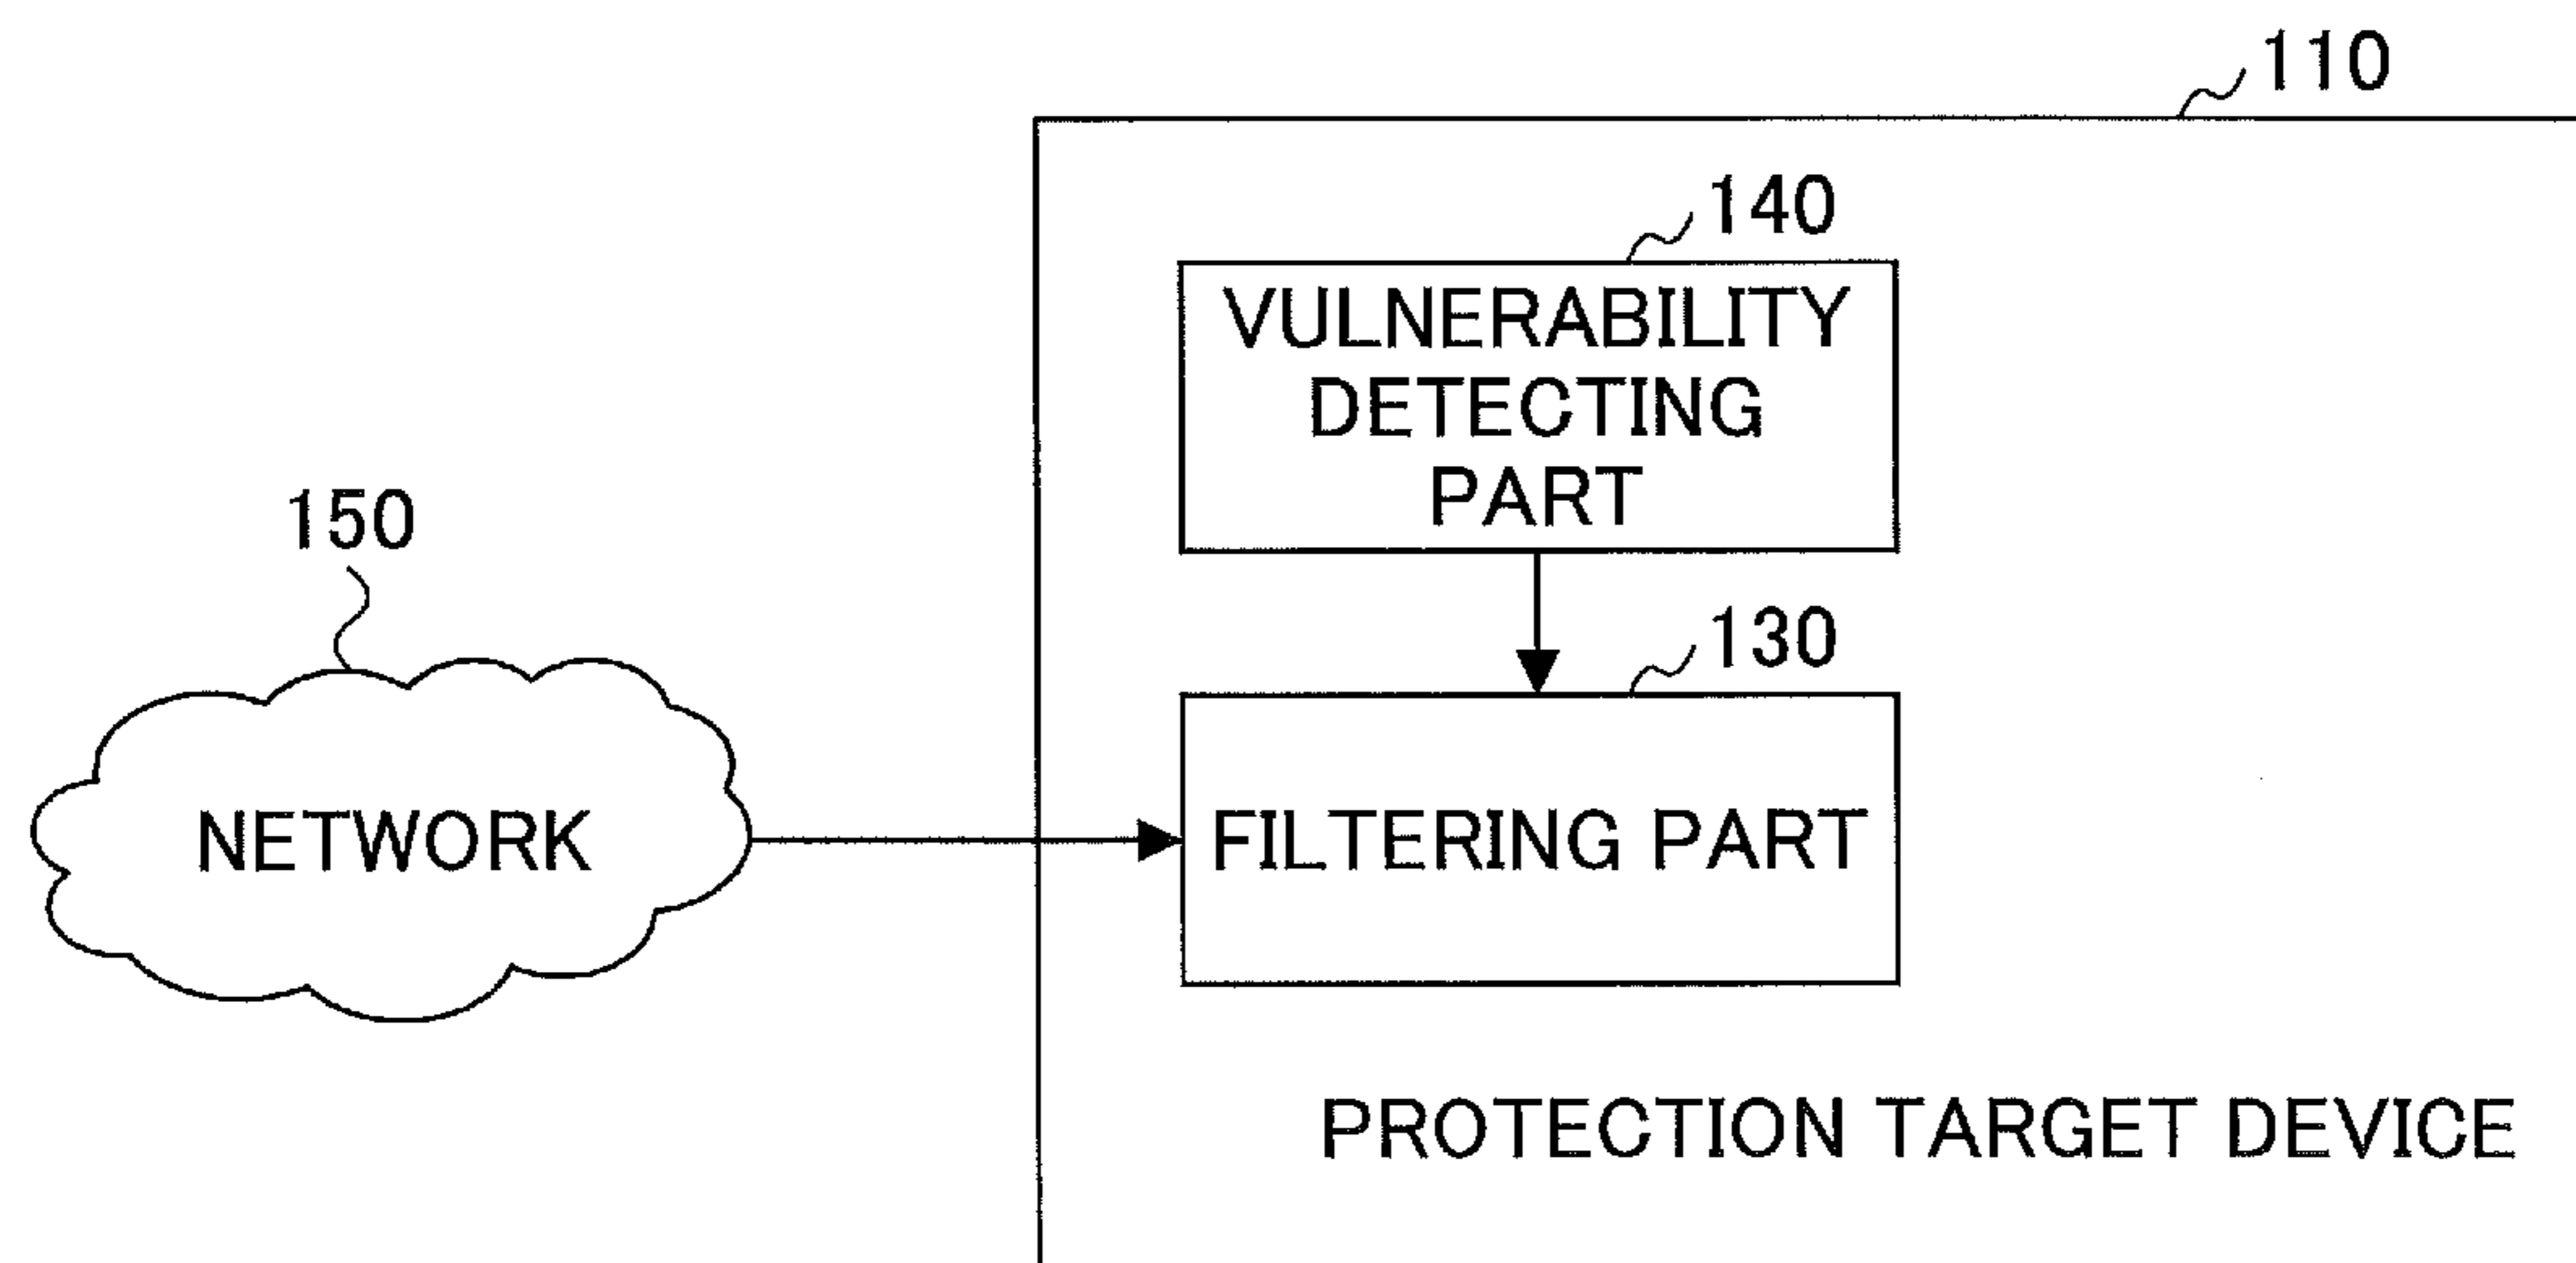 110
140
VULNERABILITY
DETECTING
PART
150
130
NETWORK
FILTERING PART
PROTECTION TARGET DEVICE